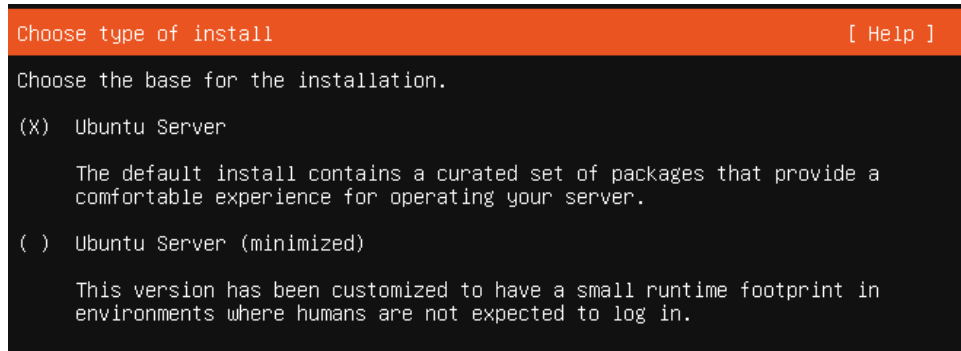 Choose type of install [ Help ]
Choose the base for the installation.
(X) Ubuntu Server
The default install contains a curated set of packages that provide a
comfortable experience for operating your server.
( ) Ubuntu Server (minimized)
This version has been customized to have a small runtime footprint in
environments where humans are not expected to log in.